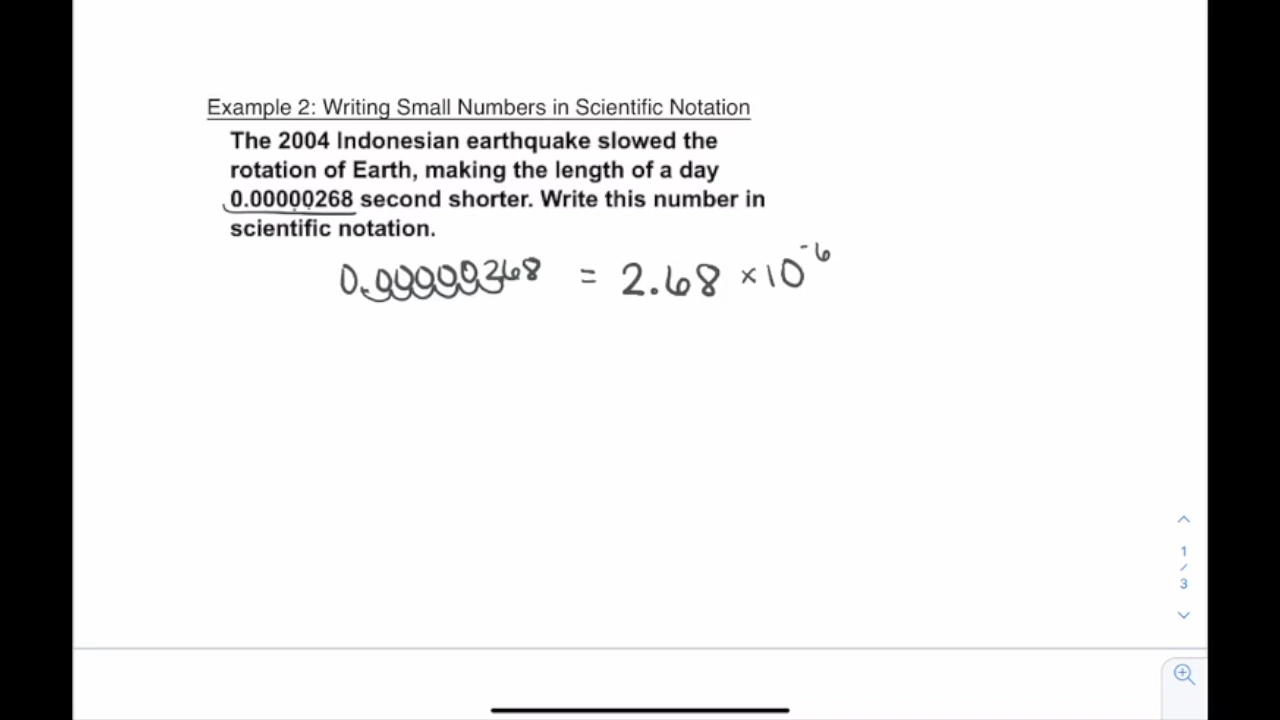 Example 2: Writing Small Numbers in Scientific Notation
The 2004 Indonesian earthquake slowed the
rotation of Earth, making the length of a day
0.00000268 second shorter. Write this number in
scientific notation.
0.00000268 = 2.68 ×10⁻⁶
1
/
3